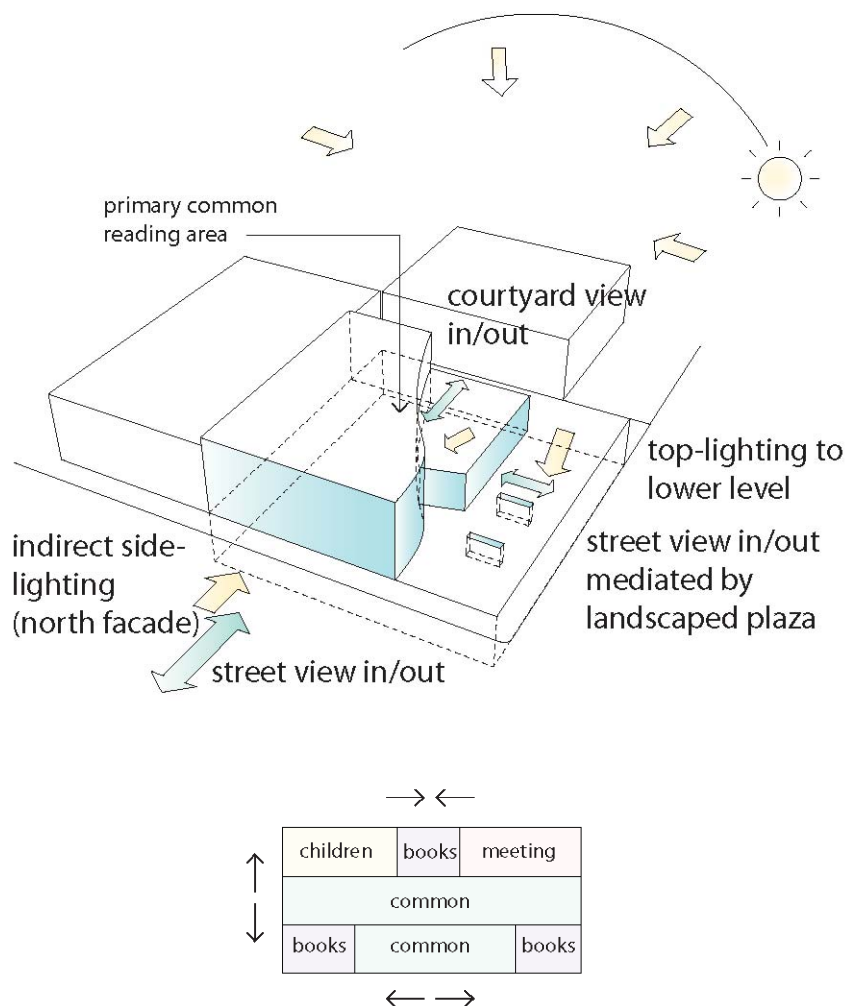 primary common
reading area
courtyard view
in/out
top-lighting to
lower level
indirect side-
lighting
(north facade)
street view in/out
mediated by
landscaped plaza
street view in/out
children
books
meeting
common
books
common
books